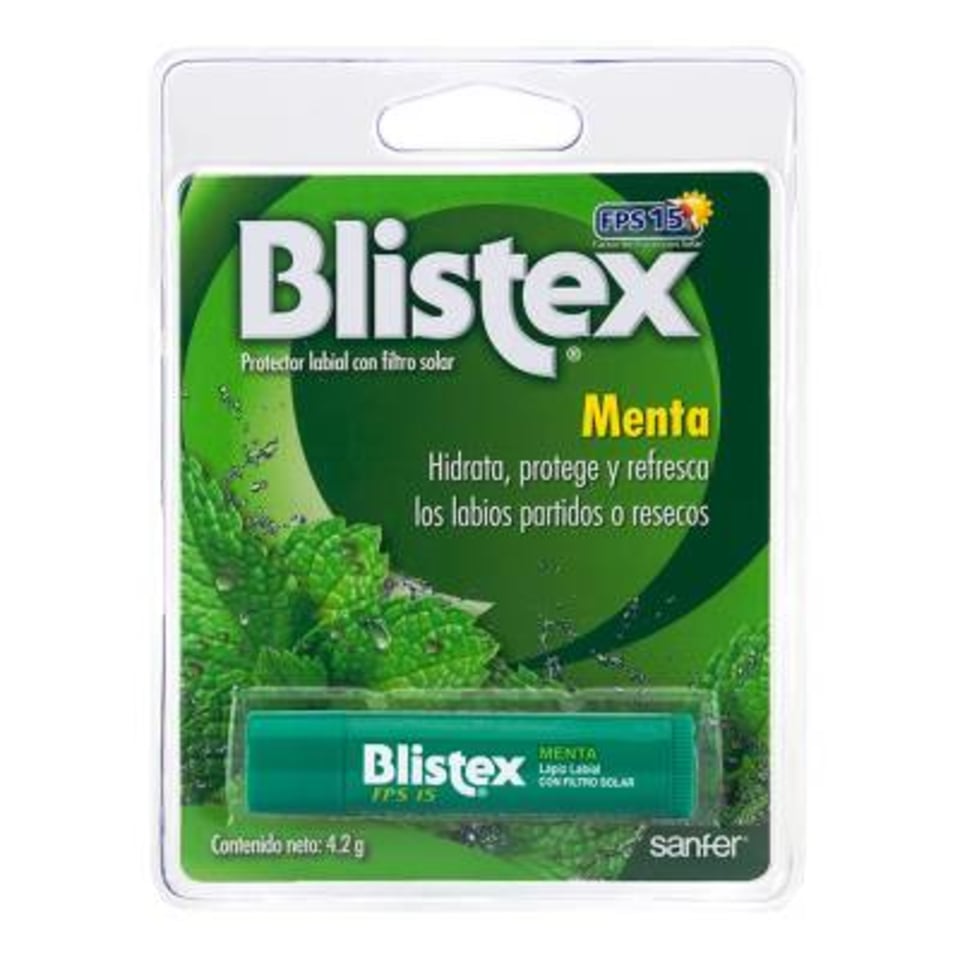 FPS 15
Blistex®
Protector labial con filtro solar
Menta
Hidrata, protege y refresca
los labios partidos o resecos
Blistex®
FPS 15
MENTA
Lapiz Labial
CON FILTRO SOLAR
Contenido neto: 4.2 g
sanfer®